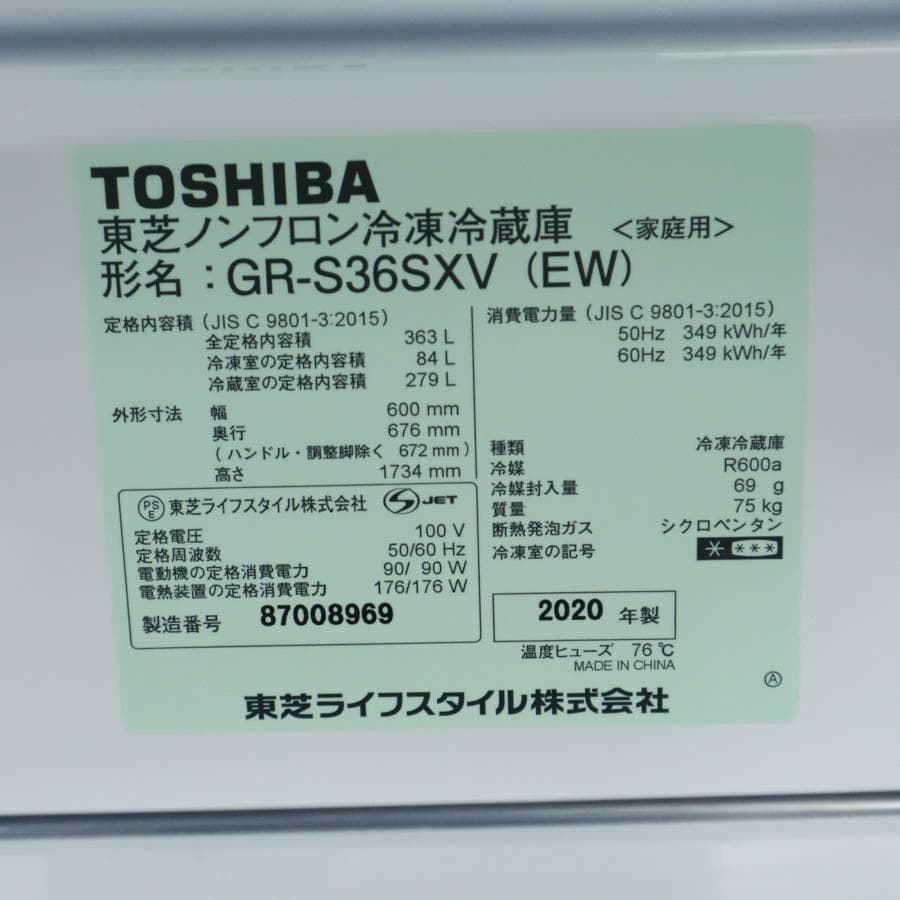 TOSHIBA
東芝ノンフロン冷凍冷蔵庫 <家庭用>
形名:GR-S36SXV (EW)
定格内容積 (JIS C 9801-3:2015)
全定格内容積 363 L
冷凍室の定格内容積 84 L
冷蔵室の定格内容積 279 L
外形寸法 幅 600 mm
奥行 676 mm
(ハンドル・調整脚除く 672 mm)
高さ 1734 mm
PS
E 東芝ライフスタイル株式会社 JET
定格電圧 100 V
定格周波数 50/60 Hz
電動機の定格消費電力 90/ 90 W
電熱装置の定格消費電力 176/176 W
製造番号 87008969
消費電力量 (JIS C 9801-3:2015)
50Hz 349 kWh/年
60Hz 349 kWh/年
種類 冷凍冷蔵庫
冷媒 R600a
冷媒封入量 69 g
質量 75 kg
断熱発泡ガス シクロペンタン
冷凍室の記号 * ***
2020 年製
温度ヒューズ 76 ℃
MADE IN CHINA
Ⓐ
東芝ライフスタイル株式会社